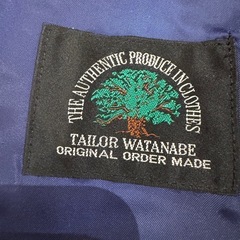 THE AUTHENTIC PRODUCE IN CLOTHES
TAILOR WATANABE
ORIGINAL ORDER MADE